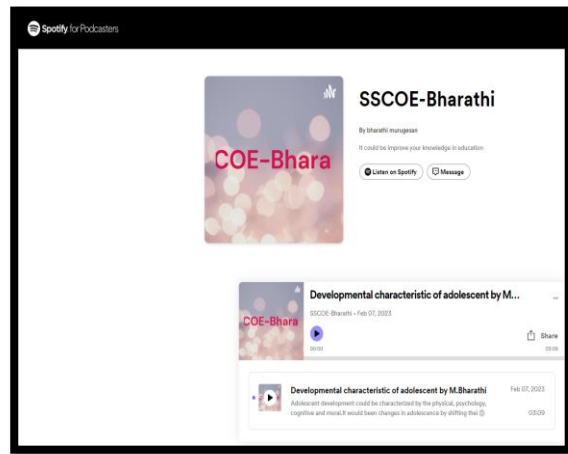 Spotify for Podcasters
COE-Bhara
SSCOE-Bharathi
By bharathi murugesan
It could be improve your knowledge in education
Listen on Spotify
Message
COE-Bhara
Developmental characteristic of adolescent by M...
...
SSCOE-Bharathi • Feb 07, 2023
Share
00:00
03:09
Developmental characteristic of adolescent by M.Bharathi
Feb 07, 2023
Adolescent development could be characterized by the physical, psychology,
cognitive and moral.It would been changes in adolescence by shifting thei
03:09